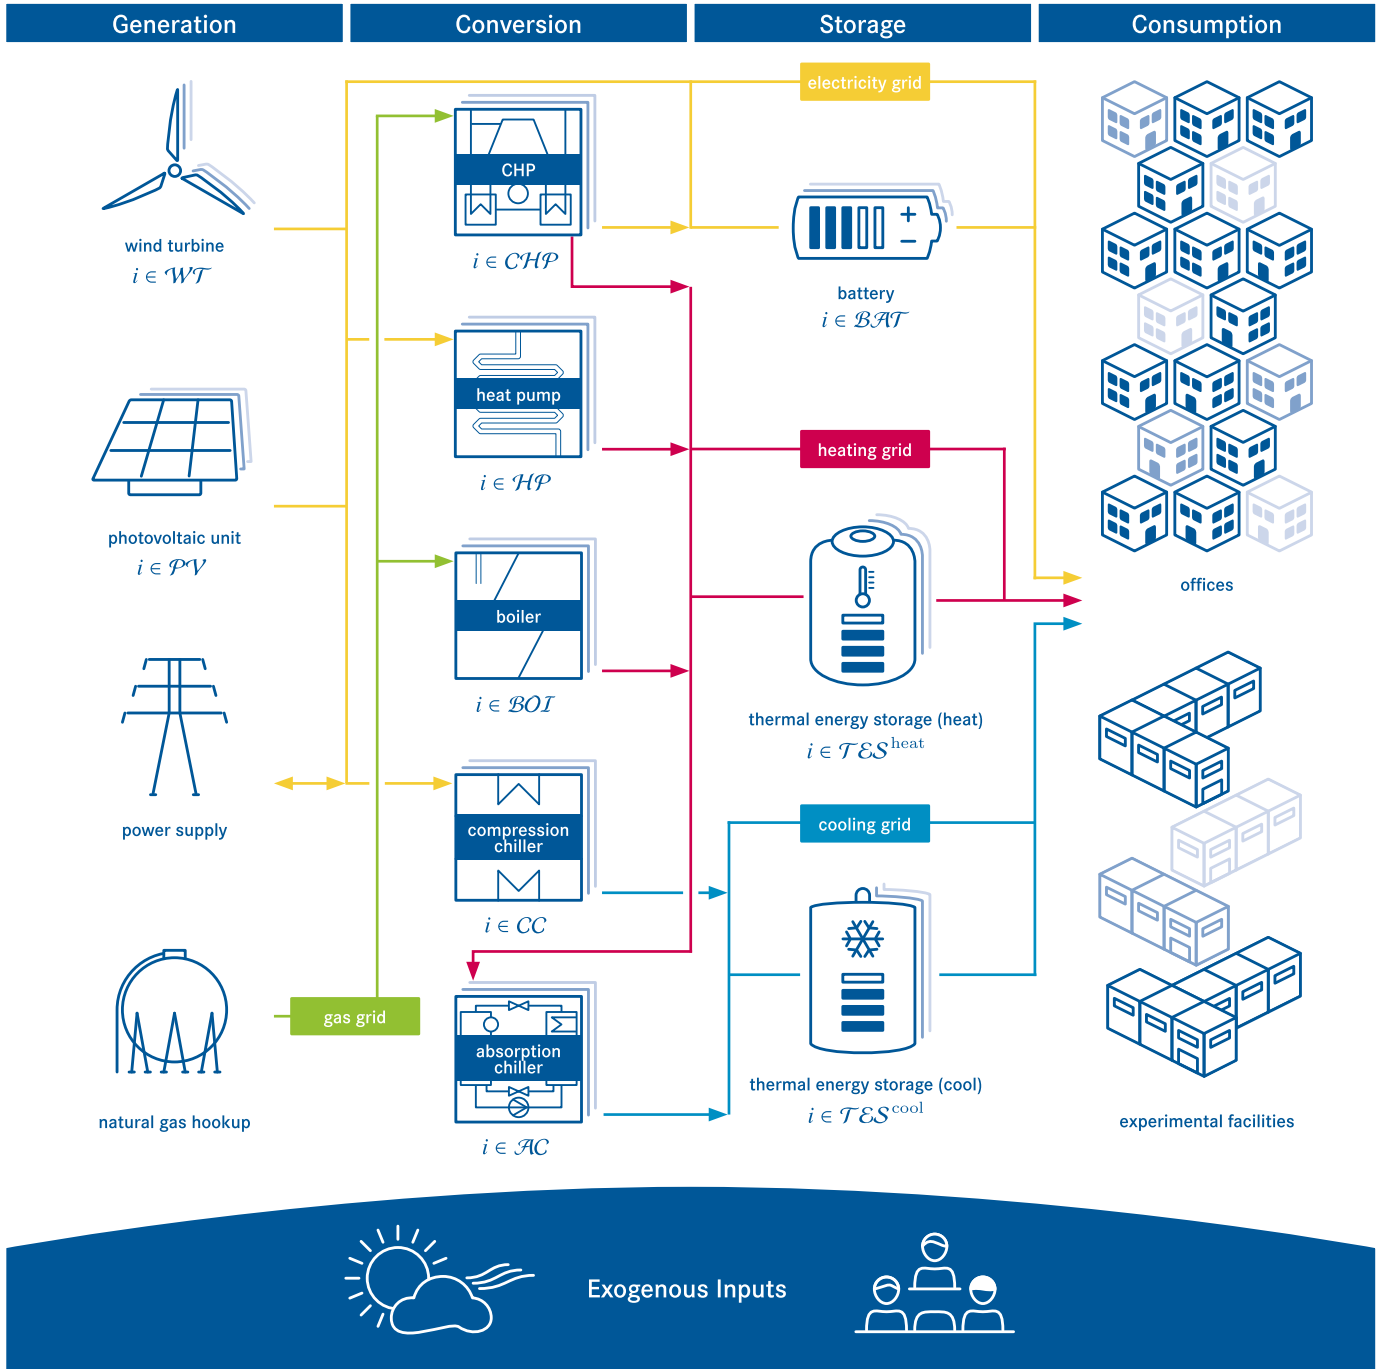 Generation
Conversion
Storage
Consumption
electricity grid
CHP
wind turbine
i ∈ 𝒲𝒯
i ∈ 𝒞ℋ𝒫
battery
i ∈ ℬ𝒜𝒯
heat pump
i ∈ ℋ𝒫
heating grid
photovoltaic unit
i ∈ 𝒫𝒱
boiler
i ∈ ℬ𝒪ℐ
offices
thermal energy storage (heat)
i ∈ 𝒯ℰ𝒮^heat
power supply
compression
chiller
i ∈ 𝒞𝒞
cooling grid
gas grid
absorption
chiller
i ∈ 𝒜𝒞
thermal energy storage (cool)
i ∈ 𝒯ℰ𝒮^cool
natural gas hookup
experimental facilities
Exogenous Inputs